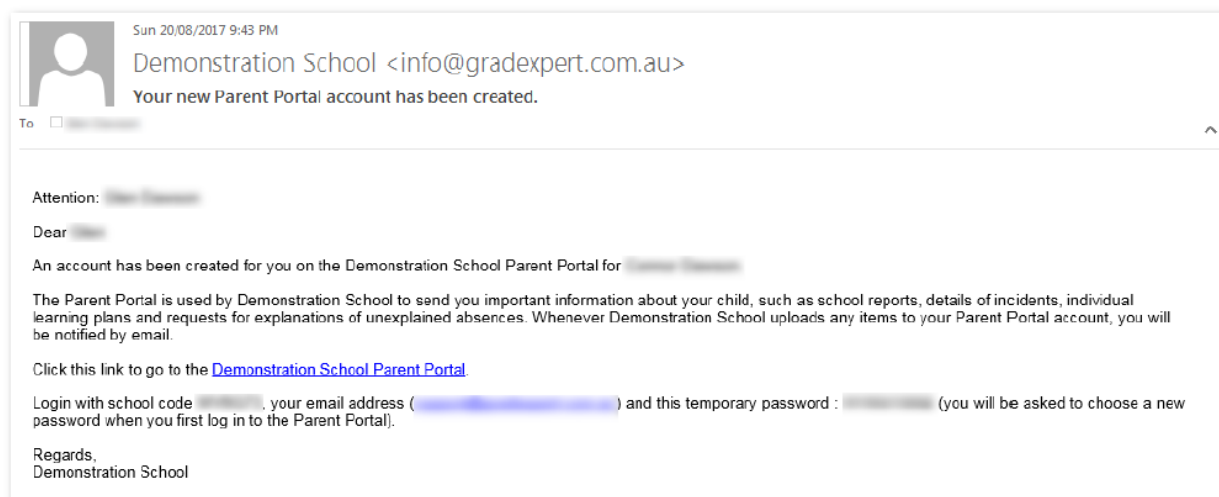 Sun 20/08/2017 9:43 PM
Demonstration School <info@gradexpert.com.au>
Your new Parent Portal account has been created.
To
Attention:
Dear
An account has been created for you on the Demonstration School Parent Portal for
The Parent Portal is used by Demonstration School to send you important information about your child, such as school reports, details of incidents, individual
learning plans and requests for explanations of unexplained absences. Whenever Demonstration School uploads any items to your Parent Portal account, you will
be notified by email.
Click this link to go to the Demonstration School Parent Portal.
Login with school code , your email address ( ) and this temporary password : (you will be asked to choose a new
password when you first log in to the Parent Portal).
Regards,
Demonstration School